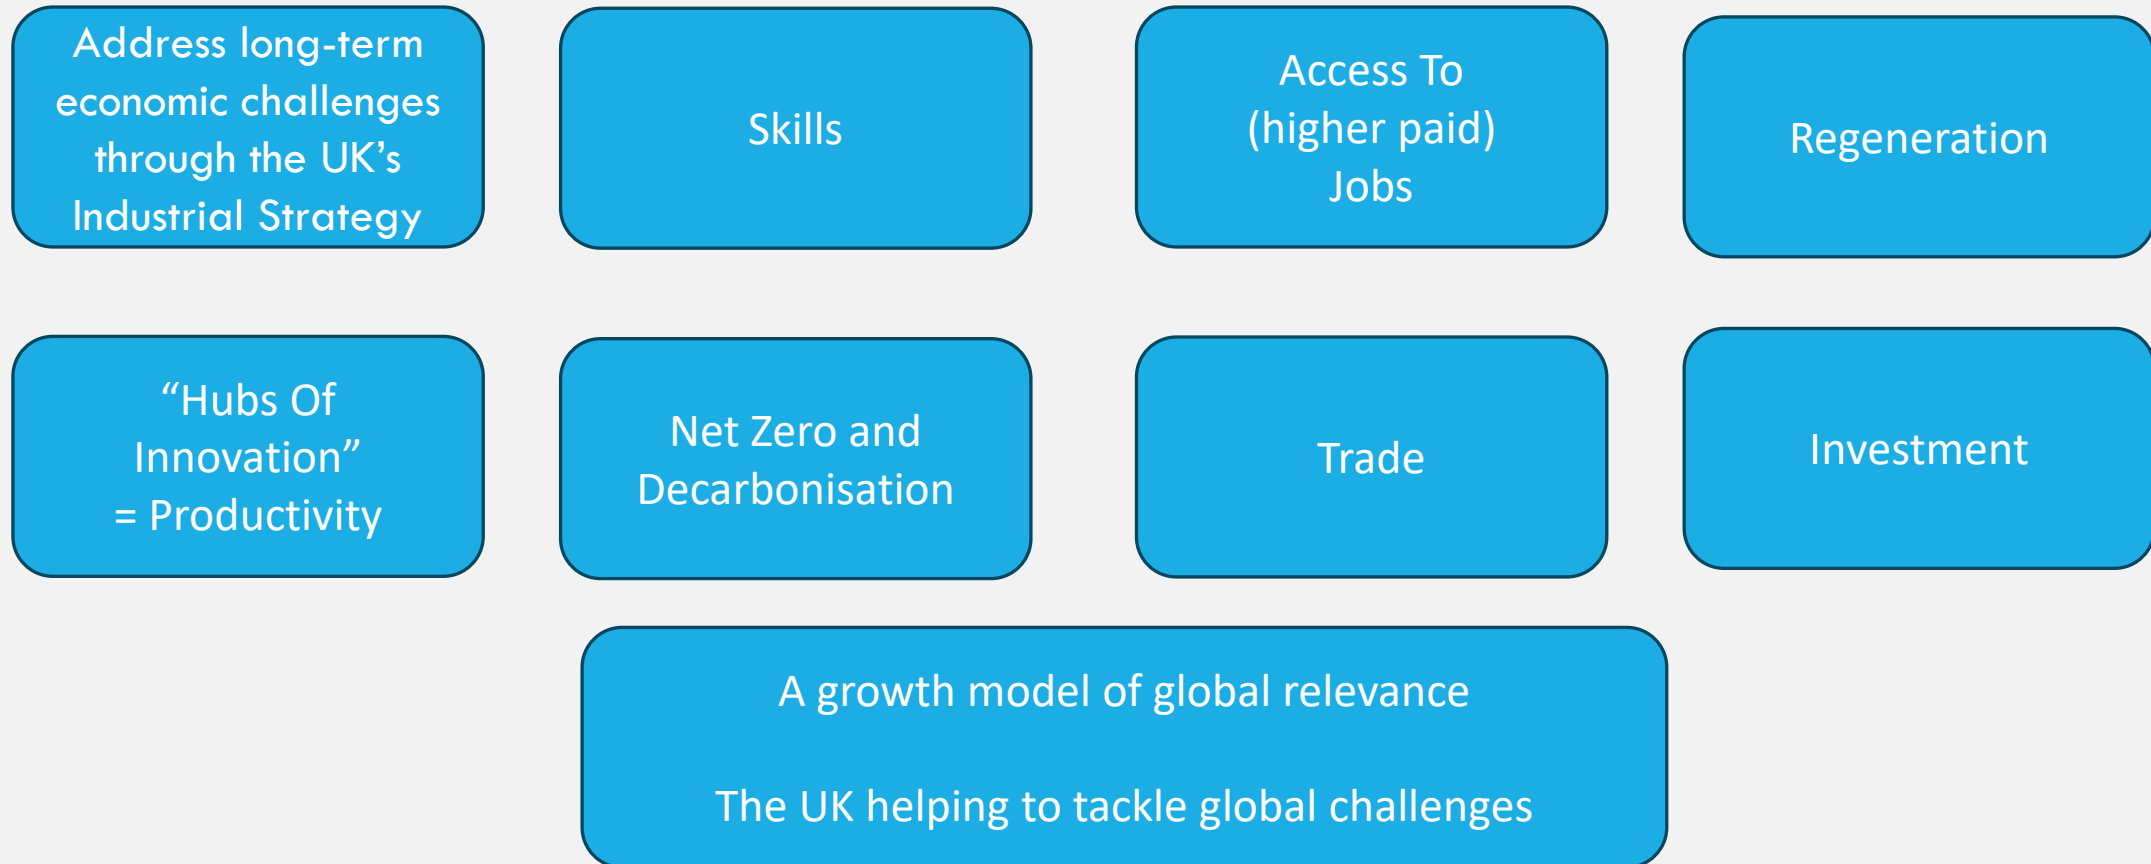 Address long-term
economic challenges
through the UK’s
Industrial Strategy
Skills
Access To
(higher paid)
Jobs
Regeneration
“Hubs Of
Innovation”
= Productivity
Net Zero and
Decarbonisation
Trade
Investment
A growth model of global relevance
The UK helping to tackle global challenges